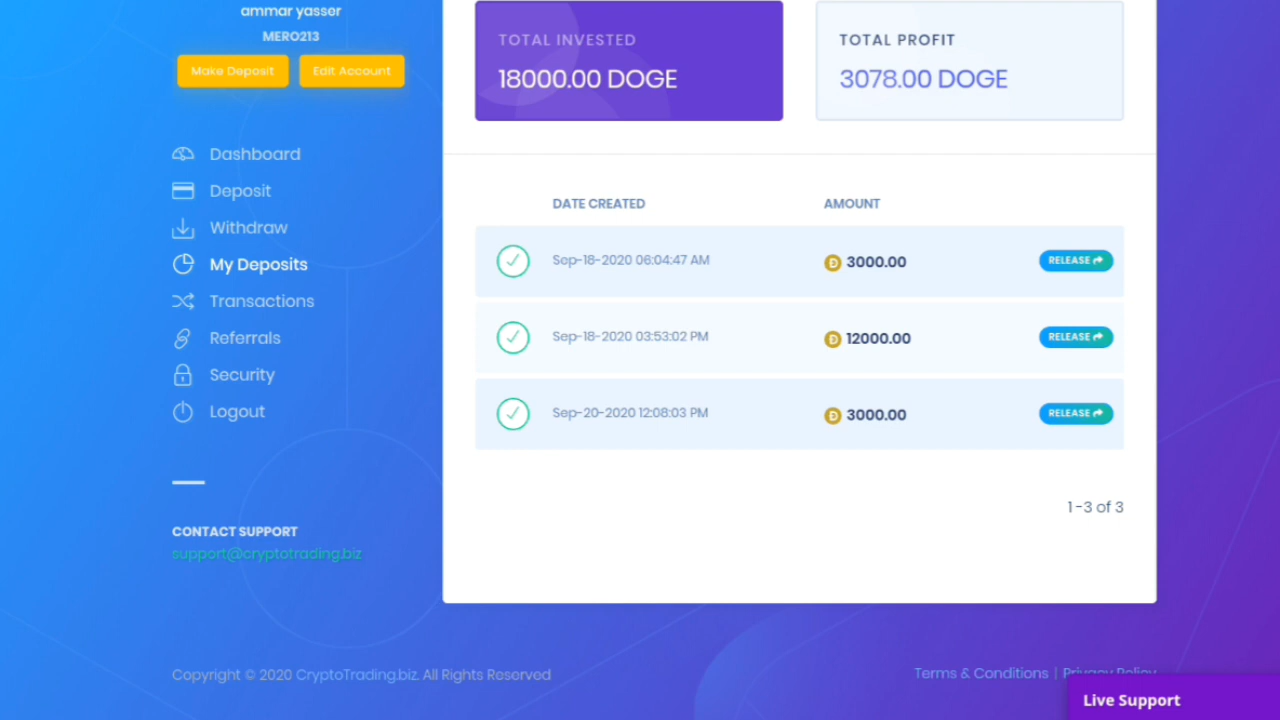 ammar yasser
MERO213
Make Deposit Edit Account
Dashboard
Deposit
Withdraw
My Deposits
Transactions
Referrals
Security
Logout
CONTACT SUPPORT
support@cryptotrading.biz
TOTAL INVESTED
18000.00 DOGE
TOTAL PROFIT
3078.00 DOGE
DATE CREATED AMOUNT
Sep-18-2020 06:04:47 AM 3000.00 RELEASE
Sep-18-2020 03:53:02 PM 12000.00 RELEASE
Sep-20-2020 12:08:03 PM 3000.00 RELEASE
1-3 of 3
Copyright © 2020 CryptoTrading.biz. All Rights Reserved
Terms & Conditions | Privacy Policy
Live Support